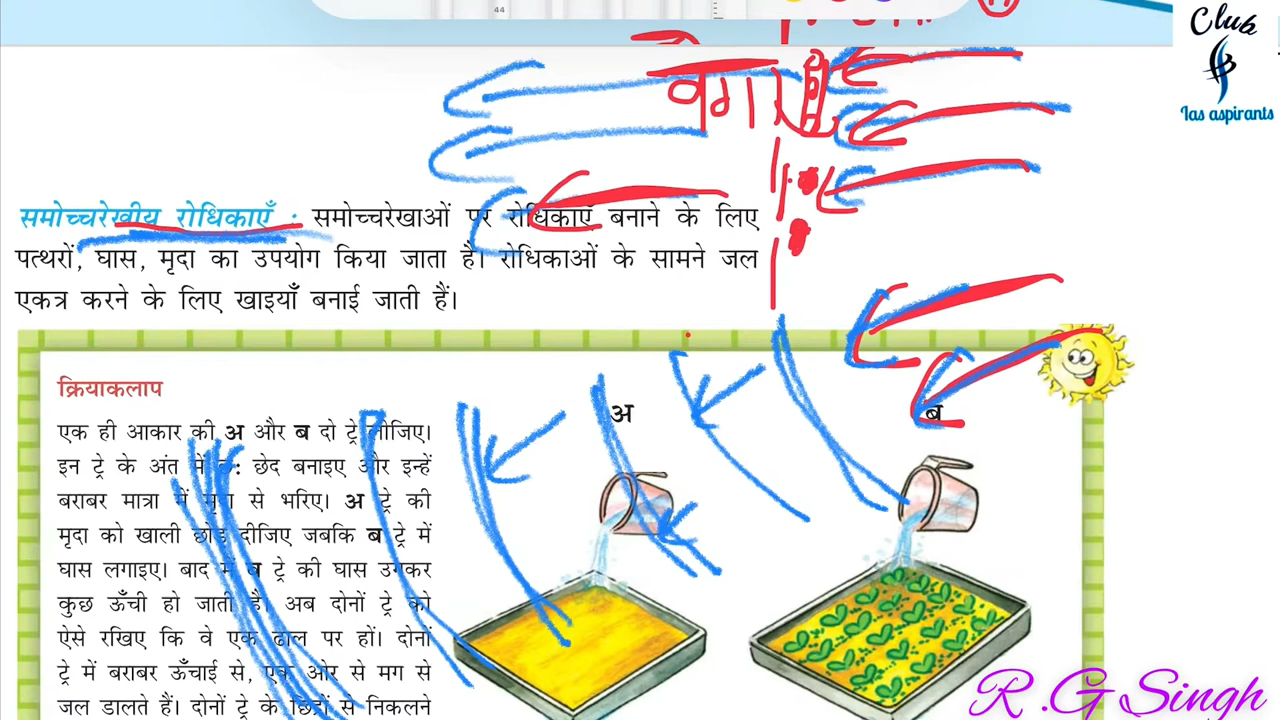 44
Club
Ias aspirants
वेग
समोच्चरेखीय रोधिकाएँ : समोच्चरेखाओं पर रोधिकाएँ बनाने के लिए
पत्थरों, घास, मृदा का उपयोग किया जाता है। रोधिकाओं के सामने जल
एकत्र करने के लिए खाइयाँ बनाई जाती हैं।
क्रियाकलाप
एक ही आकार की अ और ब दो ट्रे लीजिए।
इन ट्रे के अंत में छेद बनाइए और इन्हें
बराबर मात्रा में मृदा से भरिए। अ ट्रे की
मृदा को खाली छोड़ दीजिए जबकि ब ट्रे में
घास लगाइए। बाद में ब ट्रे की घास उगकर
कुछ ऊँची हो जाती है। अब दोनों ट्रे को
ऐसे रखिए कि वे एक ढाल पर हों। दोनों
ट्रे में बराबर ऊँचाई से, एक ओर से मग से
जल डालते हैं। दोनों ट्रे के छिद्रों से निकलने
अ
ब
R.G Singh